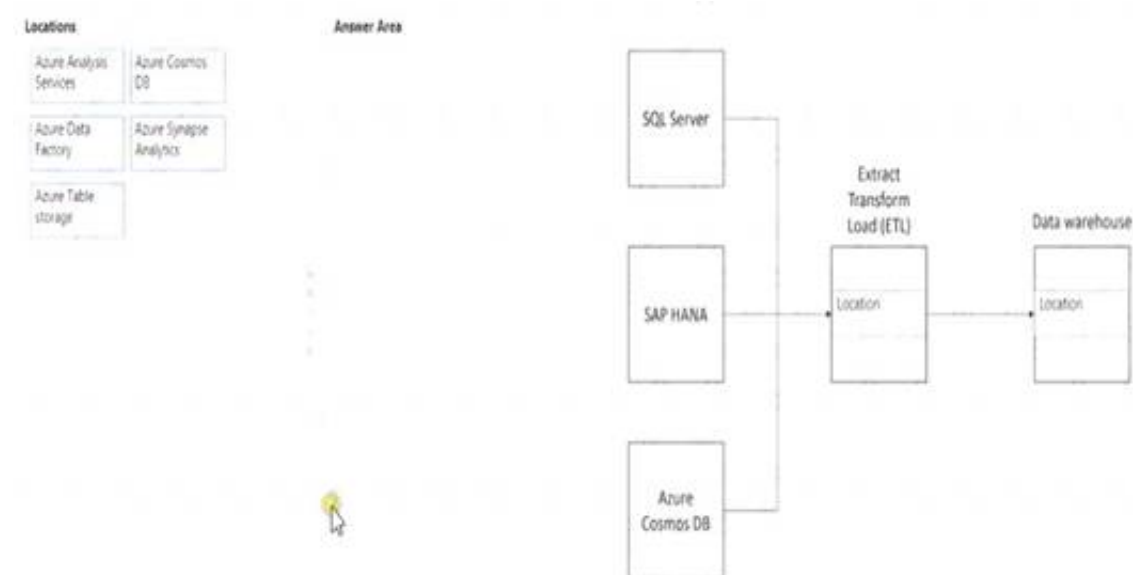 Locations
Answer Area
Azure Analysis
Services
Azure Cosmos
DB
Azure Data
Factory
Azure Synapse
Analytics
Azure Table
storage
SQL Server
SAP HANA
Azure
Cosmos DB
Extract
Transform
Load (ETL)
Location
Data warehouse
Location